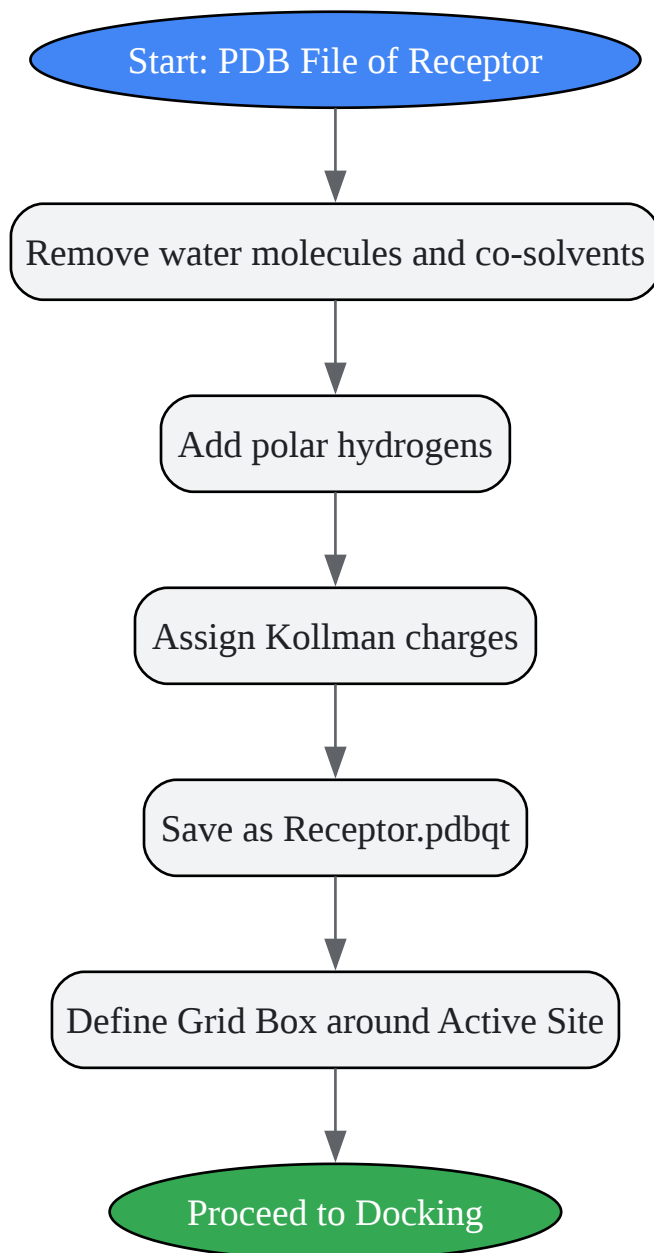 Start: PDB File of Receptor
Remove water molecules and co-solvents
Add polar hydrogens
Assign Kollman charges
Save as Receptor.pdbqt
Define Grid Box around Active Site
Proceed to Docking